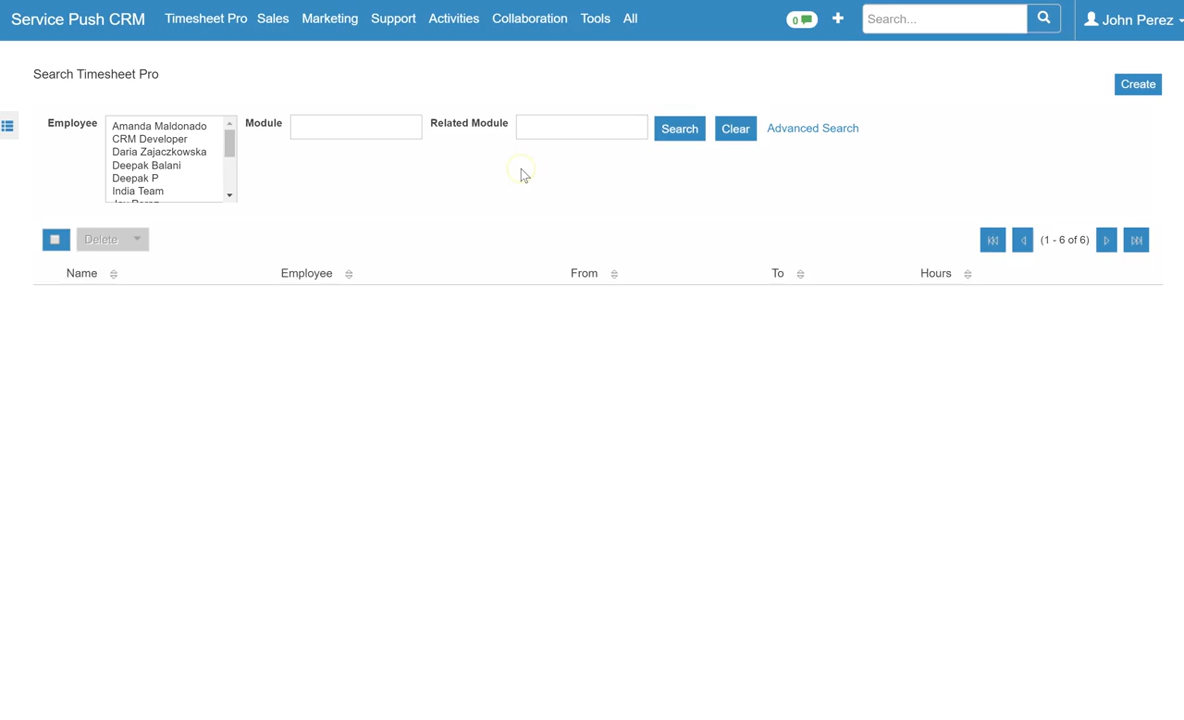 Service Push CRM Timesheet Pro Sales Marketing Support Activities Collaboration Tools All 0 Search... John Perez
Search Timesheet Pro
Create
Employee Module Related Module Search Clear Advanced Search
Amanda Maldonado
CRM Developer
Daria Zajaczkowska
Deepak Balani
Deepak P
India Team
Delete (1 - 6 of 6)
Name Employee From To Hours